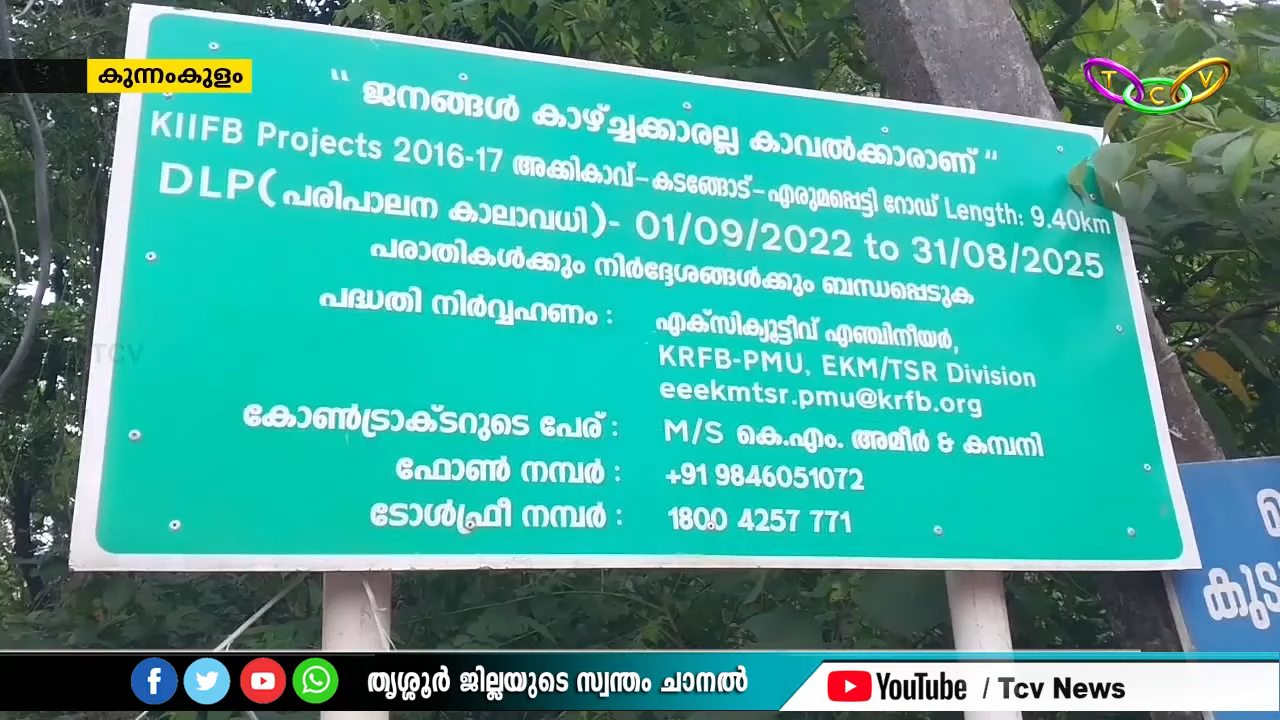 കുന്നംകുളം
T C V
" ജനങ്ങൾ കാഴ്ച്ചക്കാരല്ല കാവൽക്കാരാണ് "
KIIFB Projects 2016-17 അക്കികാവ്-കടങ്ങോട്-എരുമപ്പെട്ടി റോഡ് Length: 9.40km
DLP(പരിപാലന കാലാവധി)- 01/09/2022 to 31/08/2025
പരാതികൾക്കും നിർദ്ദേശങ്ങൾക്കും ബന്ധപ്പെടുക
പദ്ധതി നിർവ്വഹണം : എക്സിക്യൂട്ടീവ് എഞ്ചിനീയർ,
KRFB-PMU, EKM/TSR Division
eeekmtsr.pmu@krfb.org
കോൺട്രാക്ടറുടെ പേര് : M/S കെ.എം. അമീർ & കമ്പനി
ഫോൺ നമ്പർ : +91 9846051072
ടോൾഫ്രീ നമ്പർ : 1800 4257 771
TCV
തൃശ്ശൂർ ജില്ലയുടെ സ്വന്തം ചാനൽ
YouTube / Tcv News